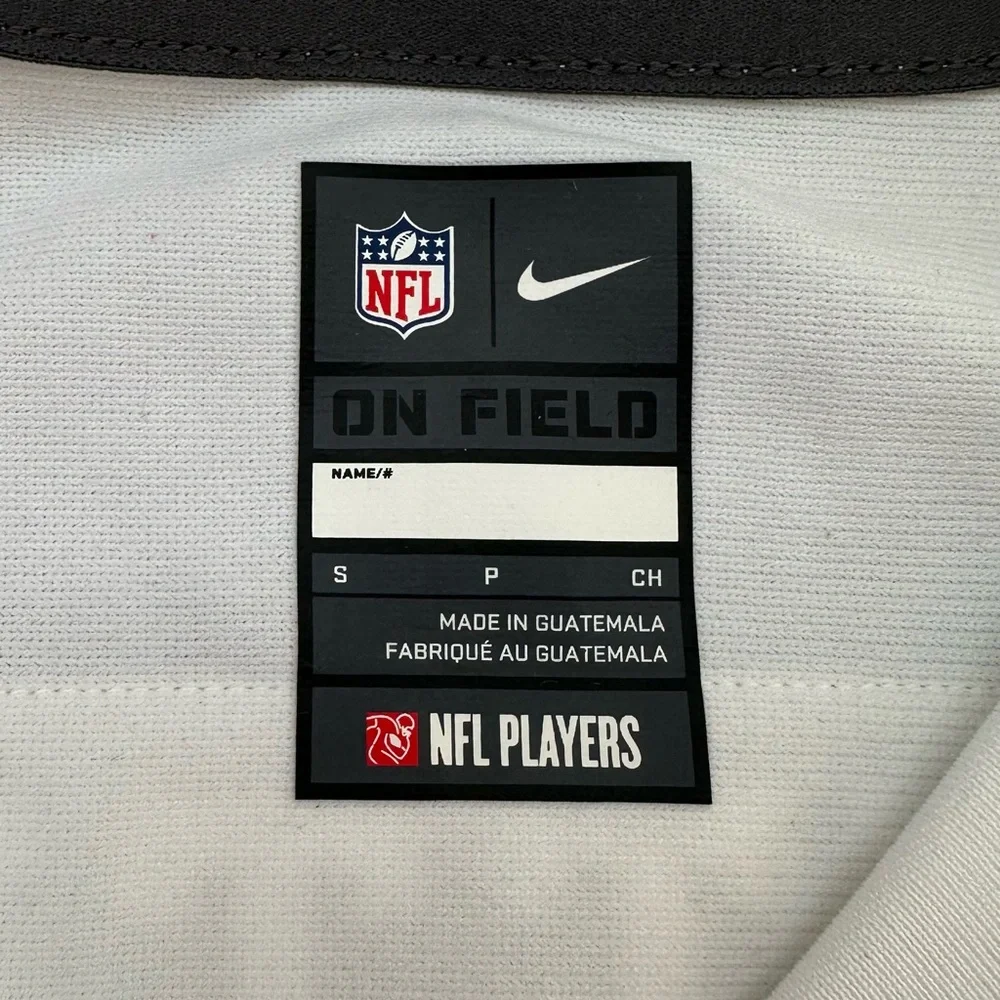 NFL
ON FIELD
NAME/#
S P CH
MADE IN GUATEMALA
FABRIQUÉ AU GUATEMALA
NFL PLAYERS